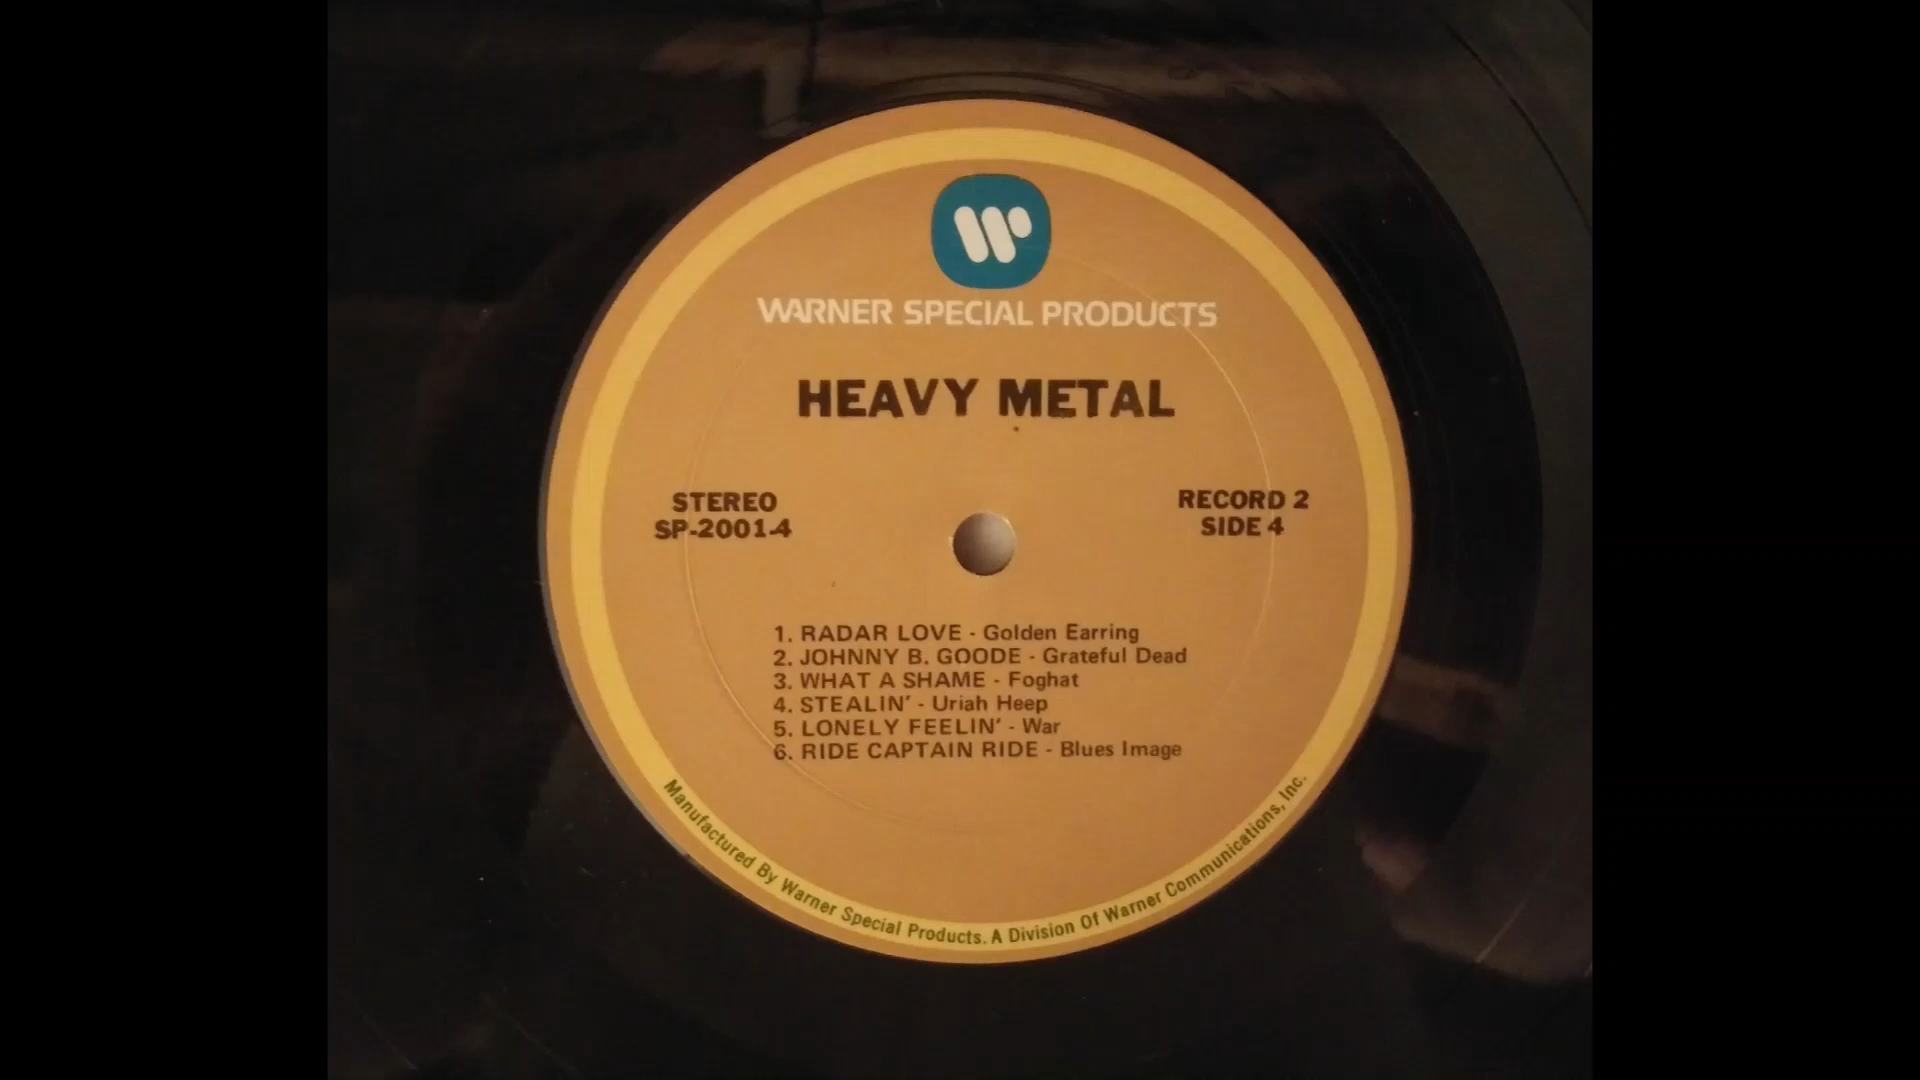 WARNER SPECIAL PRODUCTS
HEAVY METAL
STEREO
SP-2001-4
RECORD 2
SIDE 4
1. RADAR LOVE - Golden Earring
2. JOHNNY B. GOODE - Grateful Dead
3. WHAT A SHAME - Foghat
4. STEALIN' - Uriah Heep
5. LONELY FEELIN' - War
6. RIDE CAPTAIN RIDE - Blues Image
Manufactured By Warner Special Products. A Division Of Warner Communications, Inc.